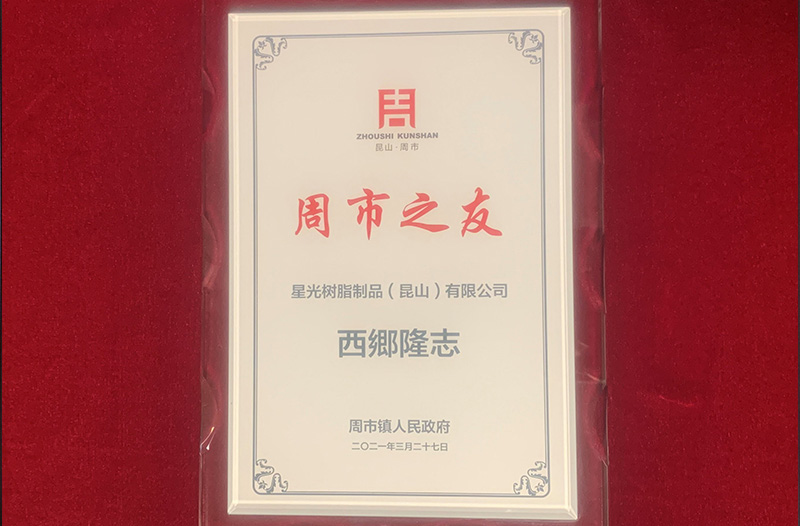 周
ZHOUSHI KUNSHAN
昆山·周市
周市之友
星光树脂制品（昆山）有限公司
西郷隆志
周市镇人民政府
二〇二一年三月二十七日